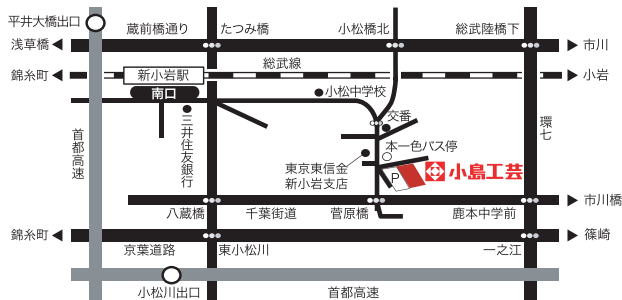 平井大橋出口
蔵前橋通り
たつみ橋
小松橋北
総武陸橋下
浅草橋
市川
総武線
錦糸町
新小岩駅
小岩
南口
小松中学校
交番
環七
首都高速
三井住友銀行
本一色バス停
東京東信金
新小岩支店
P
小島工芸
市川橋
八蔵橋
千葉街道
菅原橋
鹿本中学前
錦糸町
篠崎
京葉道路
東小松川
一之江
小松川出口
首都高速